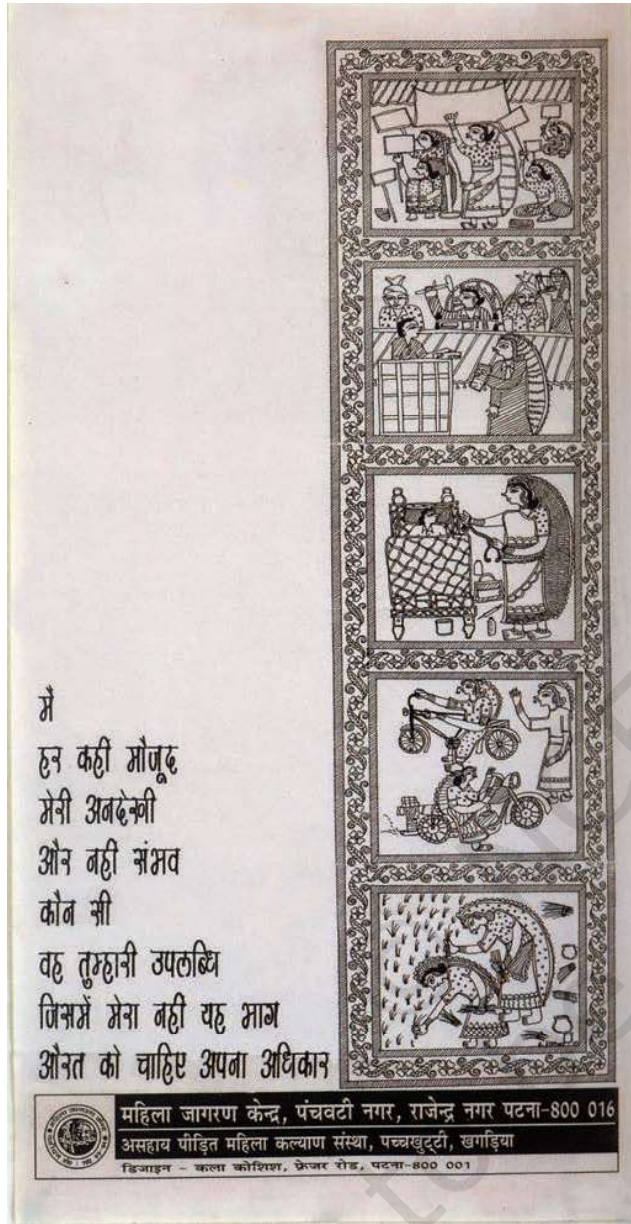 मैं
हर कहीं मौजूद
मेरी अनदेखी
और नहीं संभव
कौन सी
वह तुम्हारी उपलब्धि
जिसमें मेरा नहीं यह भाग
औरत को चाहिए अपना अधिकार
महिला जागरण केन्द्र, पंचवटी नगर, राजेन्द्र नगर पटना-800 016
असहाय पीड़ित महिला कल्याण संस्था, पच्चखुट्टी, खगड़िया
डिजाइन - कला कोशिश, फ्रेजर रोड, पटना-800 001